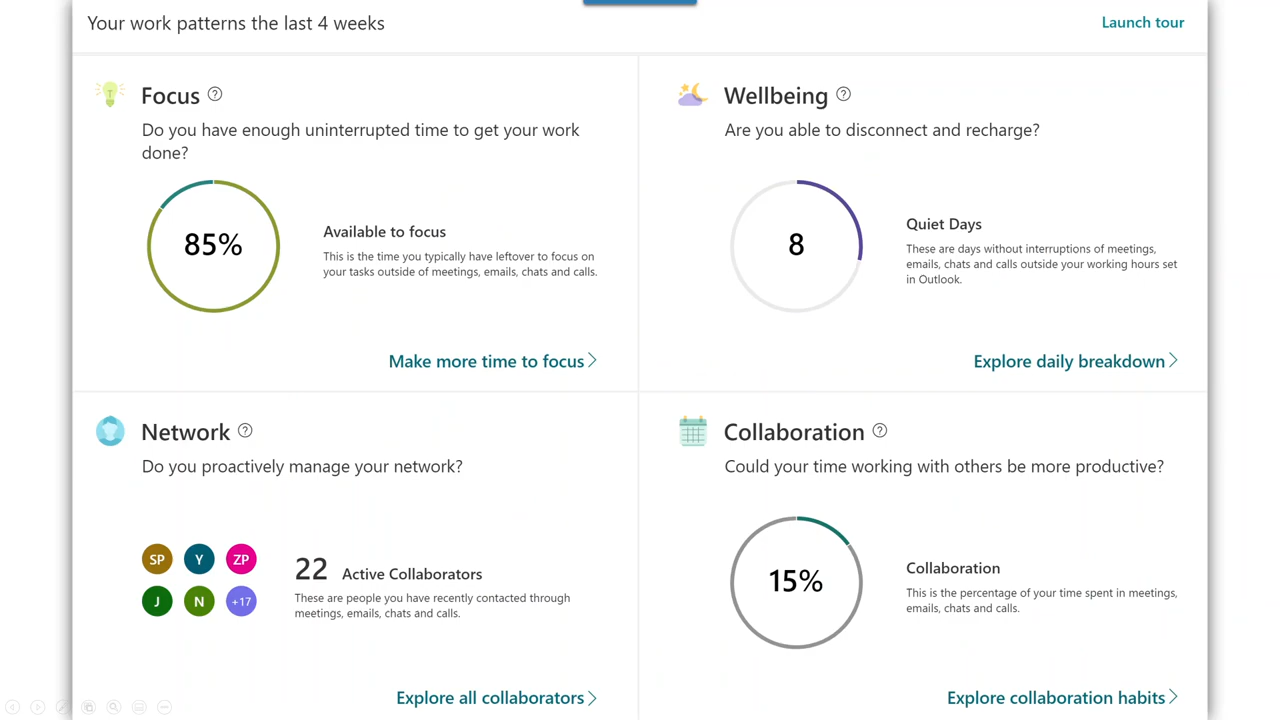 Your work patterns the last 4 weeks
Launch tour
Focus
Do you have enough uninterrupted time to get your work
done?
85%
Available to focus
This is the time you typically have leftover to focus on
your tasks outside of meetings, emails, chats and calls.
Make more time to focus
Wellbeing
Are you able to disconnect and recharge?
8
Quiet Days
These are days without interruptions of meetings,
emails, chats and calls outside your working hours set
in Outlook.
Explore daily breakdown
Network
Do you proactively manage your network?
SP Y ZP
J N +17
22 Active Collaborators
These are people you have recently contacted through
meetings, emails, chats and calls.
Explore all collaborators
Collaboration
Could your time working with others be more productive?
15%
Collaboration
This is the percentage of your time spent in meetings,
emails, chats and calls.
Explore collaboration habits